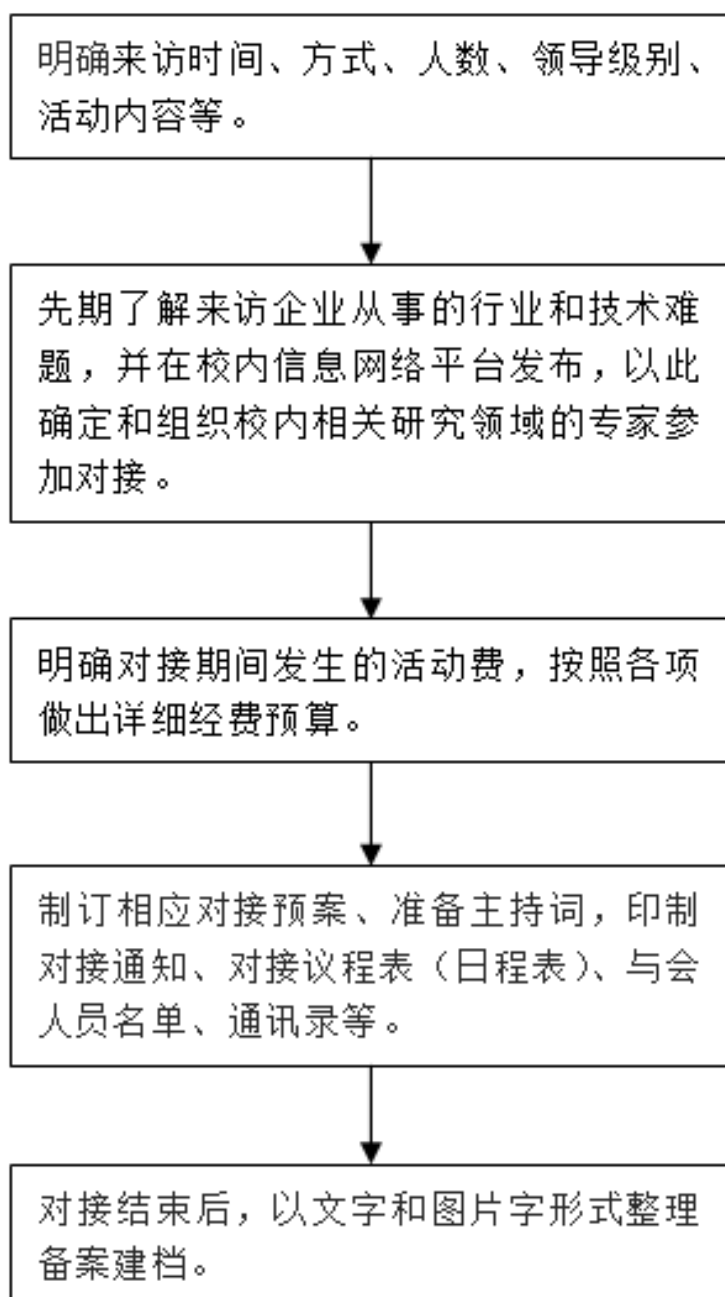 明确来访时间、方式、人数、领导级别、
活动内容等。
先期了解来访企业从事的行业和技术难
题，并在校内信息网络平台发布，以此
确定和组织校内相关研究领域的专家参
加对接。
明确对接期间发生的活动费，按照各项
做出详细经费预算。
制订相应对接预案、准备主持词，印制
对接通知、对接议程表（日程表）、与会
人员名单、通讯录等。
对接结束后，以文字和图片字形式整理
备案建档。